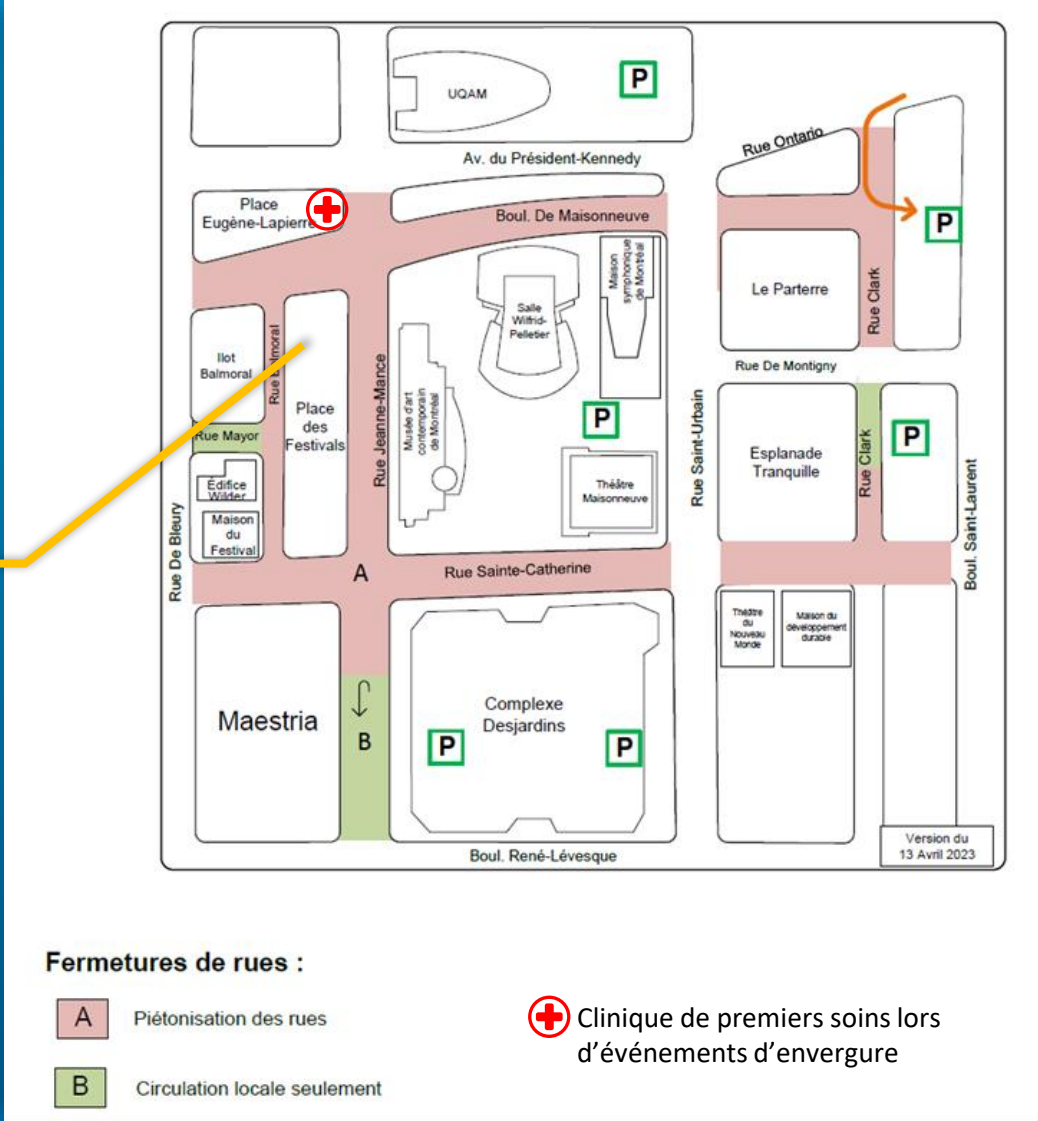 UQAM
P
Av. du Président-Kennedy
Rue Ontario
Place
Eugène-Lapierre
Boul. De Maisonneuve
P
Le Parterre
Rue Clark
Maison
symphonique
de Montréal
Salle
Wilfrid-
Pelletier
Ilot
Balmoral
Rue Balmoral
Rue Jeanne-Mance
Musée d'art
contemporain
de Montréal
Rue De Montigny
Place
des
Festivals
P
Rue Saint-Urbain
Esplanade
Tranquille
Rue Clark
P
Rue Mayor
Édifice
Wilder
Maison
du
Festival
Théâtre
Maisonneuve
Rue De Bleury
Boul. Saint-Laurent
A
Rue Sainte-Catherine
Théâtre
du
Nouveau
Monde
Maison du
développement
durable
Maestria
B
Complexe
Desjardins
P
P
Boul. René-Lévesque
Version du
13 Avril 2023
Fermetures de rues :
A
Piétonisation des rues
B
Circulation locale seulement
Clinique de premiers soins lors
d’événements d’envergure